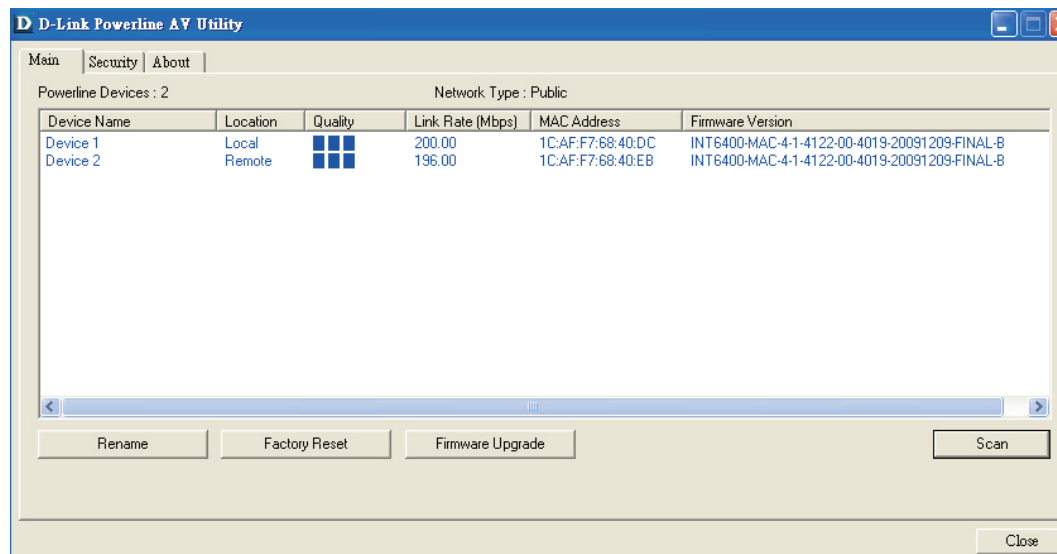 D D-Link Powerline AV Utility
Main Security About
Powerline Devices : 2 Network Type : Public
Device Name Location Quality Link Rate (Mbps) MAC Address Firmware Version
Device 1 Local 200.00 1C:AF:F7:68:40:DC INT6400-MAC-4-1-4122-00-4019-20091209-FINAL-B
Device 2 Remote 196.00 1C:AF:F7:68:40:EB INT6400-MAC-4-1-4122-00-4019-20091209-FINAL-B
Rename Factory Reset Firmware Upgrade Scan
Close